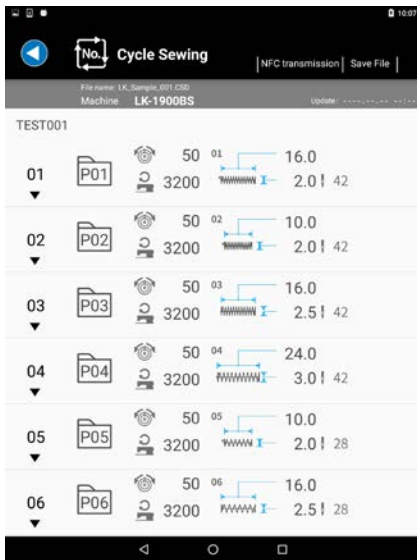 10:07
No. Cycle Sewing NFC transmission Save File
File name: LK_Sample_001.CSD
Machine LK-1900BS Update: ----.--.-- --:--
TEST001
01 P01 50 01 16.0
3200 2.0 42
02 P02 50 02 10.0
3200 2.0 42
03 P03 50 03 16.0
3200 2.5 42
04 P04 50 04 24.0
3200 3.0 42
05 P05 50 05 10.0
3200 2.0 28
06 P06 50 06 16.0
3200 2.5 28